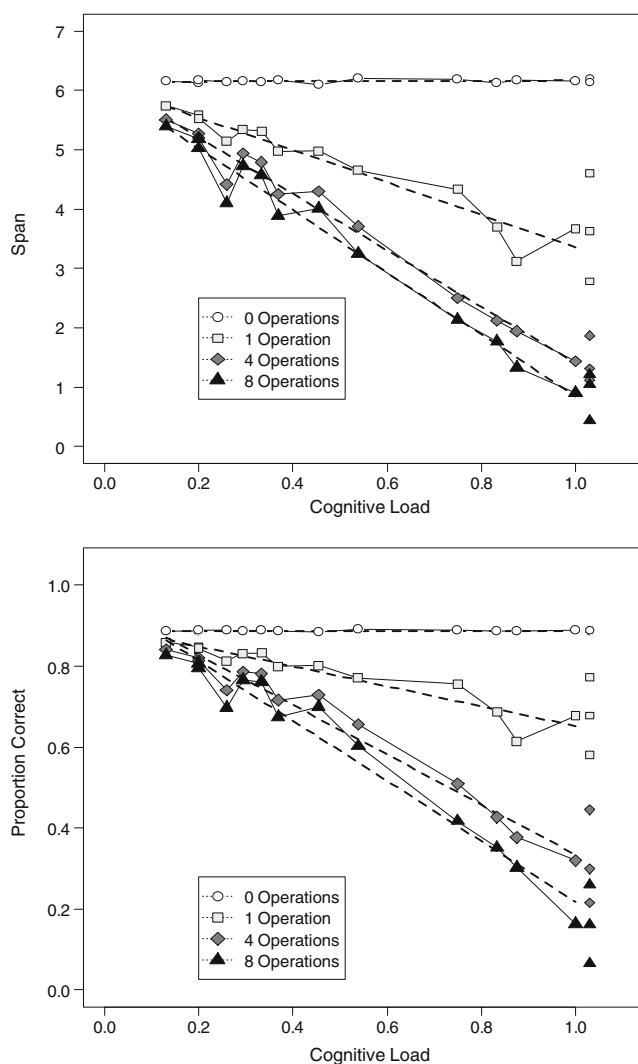 7
6
5
4
3
2
1
0
Span
0 Operations
1 Operation
4 Operations
8 Operations
0.0 0.2 0.4 0.6 0.8 1.0
Cognitive Load
1.0
0.8
0.6
0.4
0.2
0.0
Proportion Correct
0 Operations
1 Operation
4 Operations
8 Operations
0.0 0.2 0.4 0.6 0.8 1.0
Cognitive Load